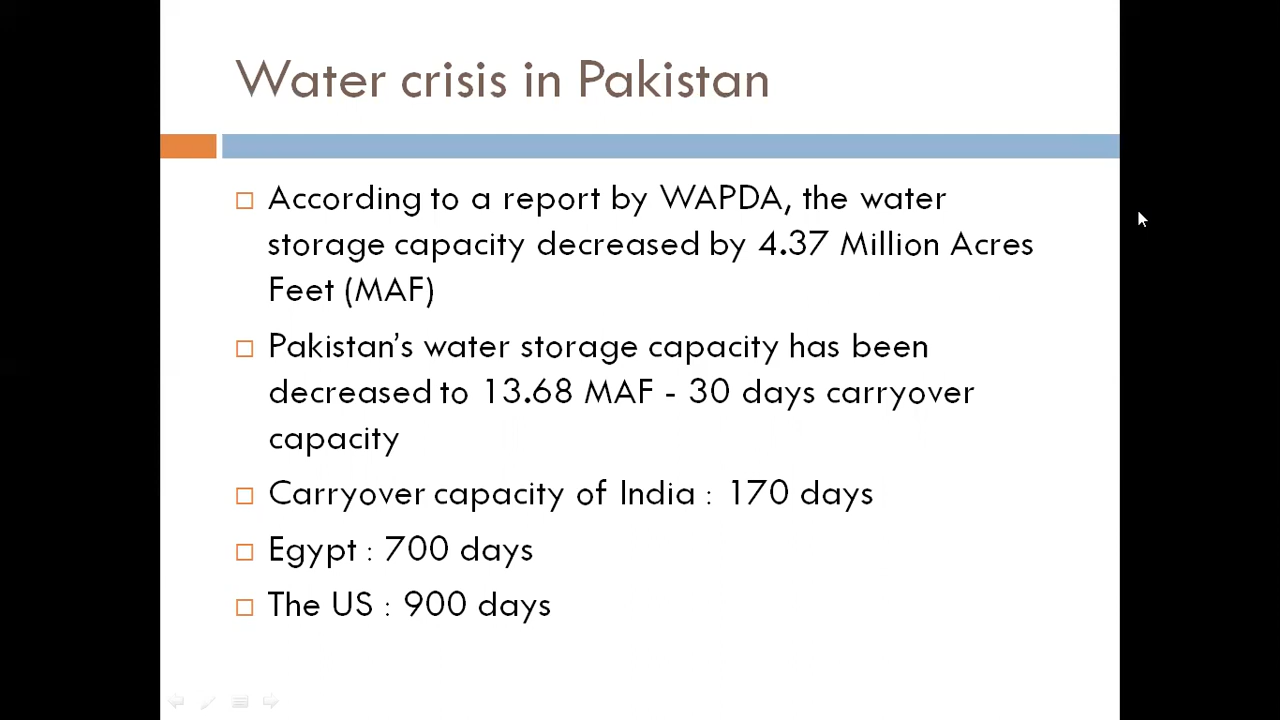 Water crisis in Pakistan
According to a report by WAPDA, the water
storage capacity decreased by 4.37 Million Acres
Feet (MAF)
Pakistan’s water storage capacity has been
decreased to 13.68 MAF - 30 days carryover
capacity
Carryover capacity of India : 170 days
Egypt : 700 days
The US : 900 days